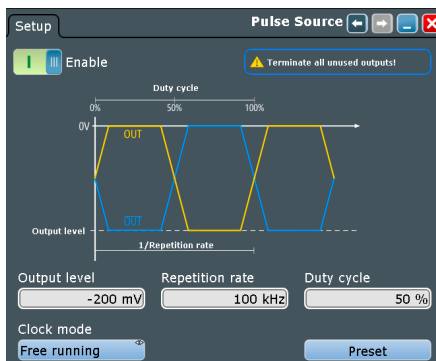 Setup
Pulse Source
Enable
Terminate all unused outputs!
Duty cycle
0% 50% 100%
0V
OUT
OUT
Output level
1/Repetition rate
Output level Repetition rate Duty cycle
-200 mV 100 kHz 50 %
Clock mode
Free running Preset